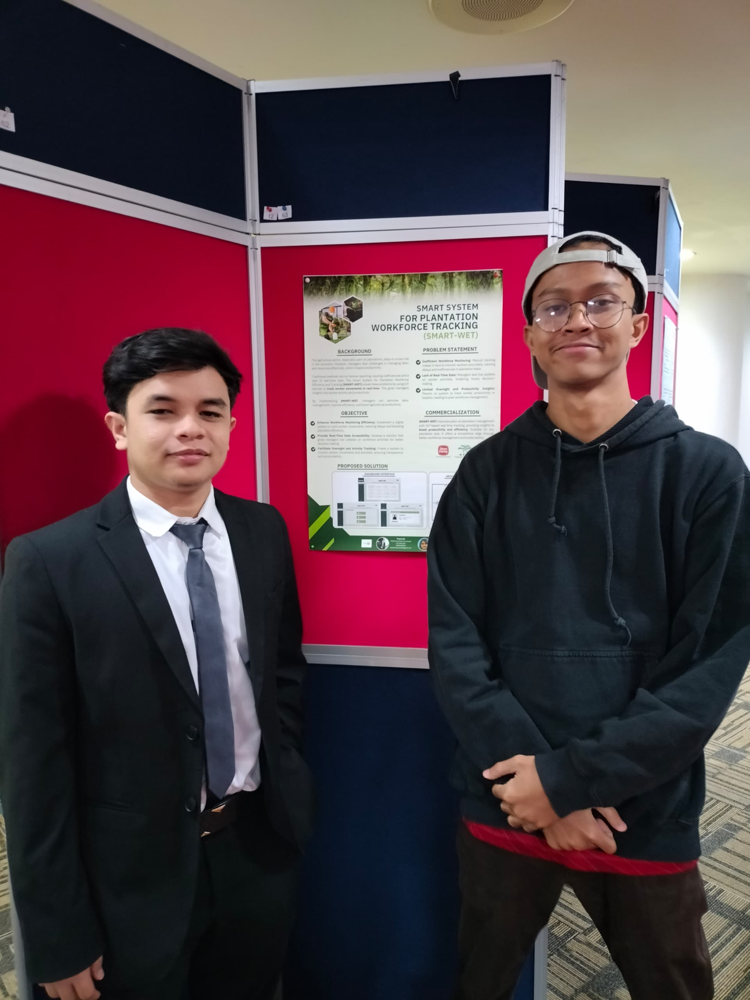 62
12 63
SMART SYSTEM
FOR PLANTATION
WORKFORCE TRACKING
(SMART-WET)
BACKGROUND
The agriculture sector, especially palm oil plantations, plays a crucial role
in the economy. However, managers face challenges in managing labor
and resources effectively, which impacts productivity.
Traditional methods rely on manual reporting, causing inefficiencies and a
lack of real-time data. The Smart System for Plantation Workforce
Efficiency and Tracking (SMART-WET) solves these problems by using IoT
devices to track worker movements in real-time. This gives managers
insights into worker activity and productivity.
By implementing SMART-WET, managers can optimize labor
management, improve efficiency, and boost agricultural productivity.
OBJECTIVE
Enhance Workforce Monitoring Efficiency: Implement a digital
system to track worker movements, reducing delays and boosting
plantation efficiency.
Provide Real-Time Data Accessibility: Develop a solution that
gives managers live updates on workforce activities for better
decision-making.
Facilitate Oversight and Activity Tracking: Create a system to
monitor worker movements and activities, ensuring transparency
and accountability.
PROBLEM STATEMENT
Inefficient Workforce Monitoring: Manual tracking
makes it hard to monitor workers accurately, causing
delays and inefficiencies in plantation tasks.
Lack of Real-Time Data: Managers lack live updates
on worker activities, hindering timely decision-
making.
Limited Oversight and Productivity Insights:
There's no system to track worker productivity or
location, leading to poor workforce management.
COMMERCIALIZATION
SMART-WET improves palm oil plantation management
with IoT-based real-time tracking, providing insights to
boost productivity and efficiency. Scalable for any
plantation size, it offers a competitive edge through
better workforce management and sustainability.
Sime
Darby
PROPOSED SOLUTION
DASHBOARD INTERFACE